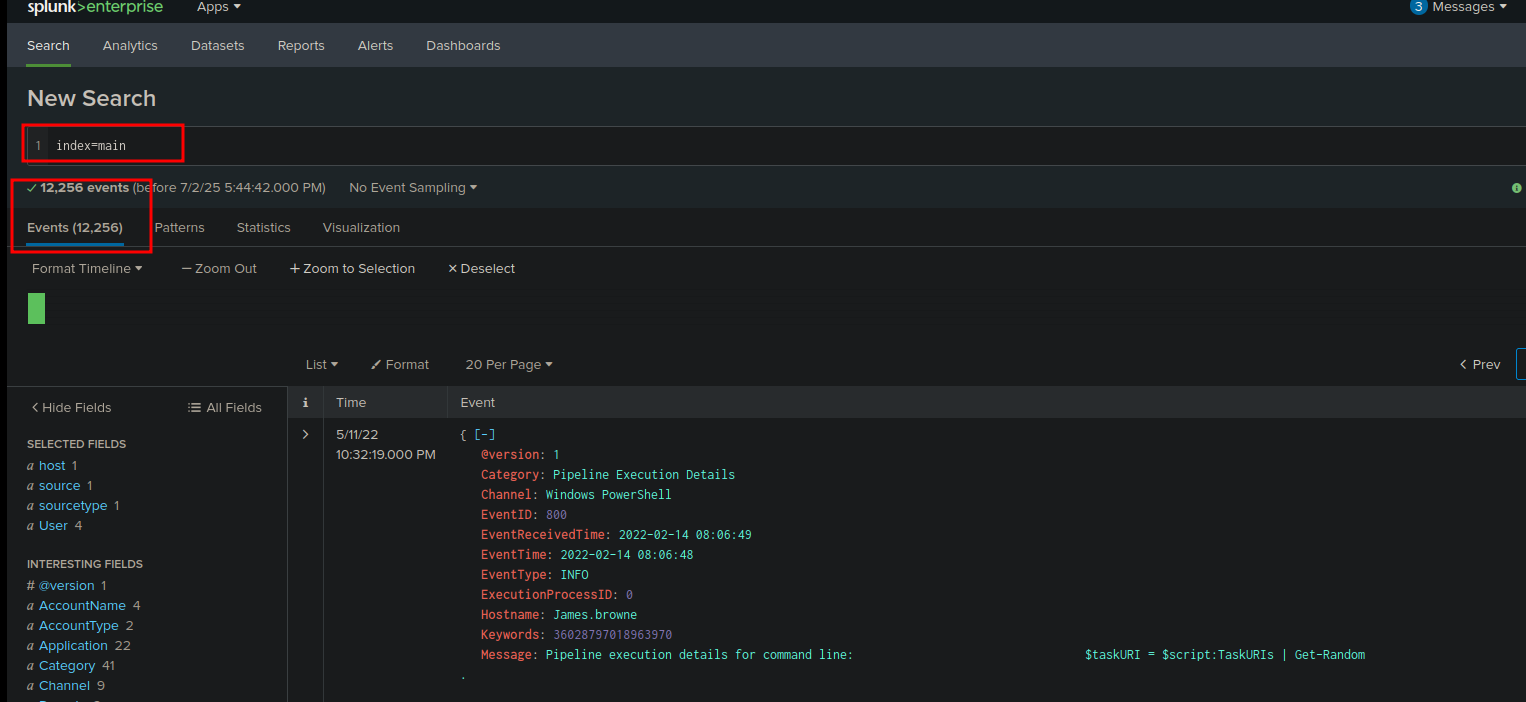 splunk>enterprise Apps 3 Messages
Search Analytics Datasets Reports Alerts Dashboards
New Search
1 index=main
12,256 events (before 7/2/25 5:44:42.000 PM) No Event Sampling
Events (12,256) Patterns Statistics Visualization
Format Timeline — Zoom Out + Zoom to Selection × Deselect
List Format 20 Per Page < Prev
< Hide Fields All Fields i Time Event
SELECTED FIELDS
a host 1
a source 1
a sourcetype 1
a User 4
INTERESTING FIELDS
# @version 1
a AccountName 4
a AccountType 2
a Application 22
a Category 41
a Channel 9
> 5/11/22
10:32:19.000 PM
{ [-]
@version: 1
Category: Pipeline Execution Details
Channel: Windows PowerShell
EventID: 800
EventReceivedTime: 2022-02-14 08:06:49
EventTime: 2022-02-14 08:06:48
EventType: INFO
ExecutionProcessID: 0
Hostname: James.browne
Keywords: 36028797018963970
Message: Pipeline execution details for command line: $taskURI = $script:TaskURIs | Get-Random
.